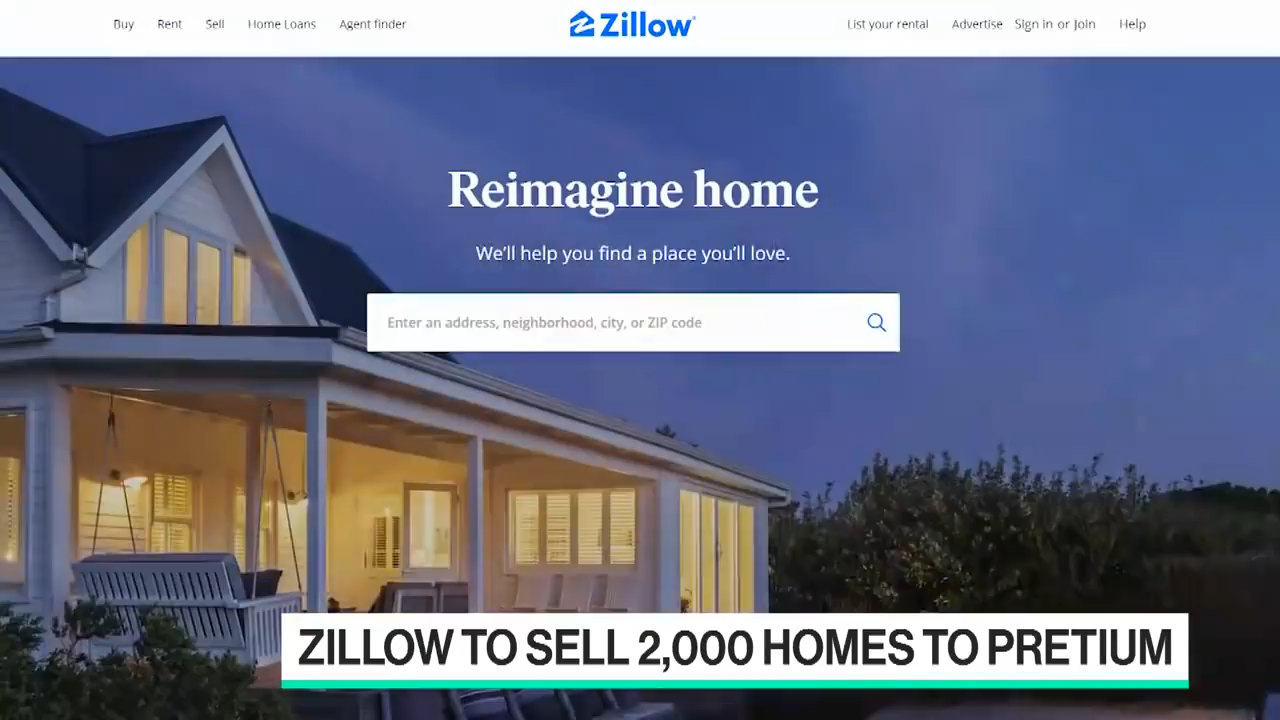 Buy Rent Sell Home Loans Agent finder Zillow® List your rental Advertise Sign in or Join Help
Reimagine home
We'll help you find a place you'll love.
Enter an address, neighborhood, city, or ZIP code
ZILLOW TO SELL 2,000 HOMES TO PRETIUM